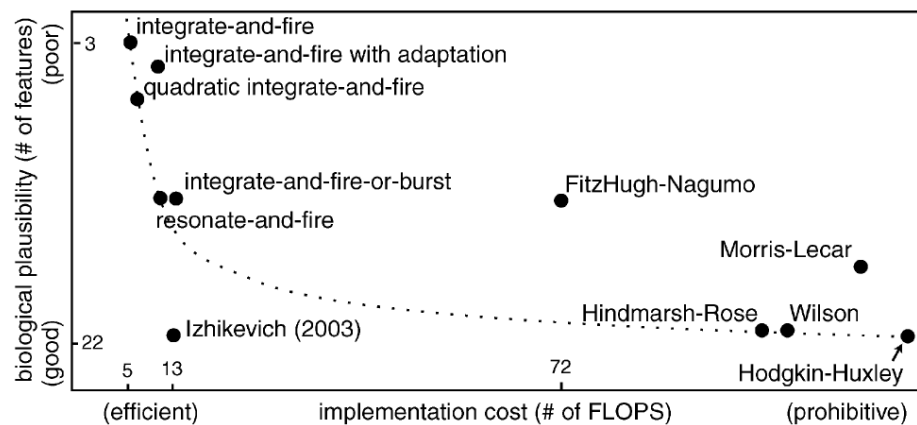 biological plausibility (# of features)
(poor)
(good)
3
22
integrate-and-fire
integrate-and-fire with adaptation
quadratic integrate-and-fire
integrate-and-fire-or-burst
resonate-and-fire
FitzHugh-Nagumo
Morris-Lecar
Hindmarsh-Rose
Wilson
Izhikevich (2003)
Hodgkin-Huxley
5
13
72
(efficient)
implementation cost (# of FLOPS)
(prohibitive)